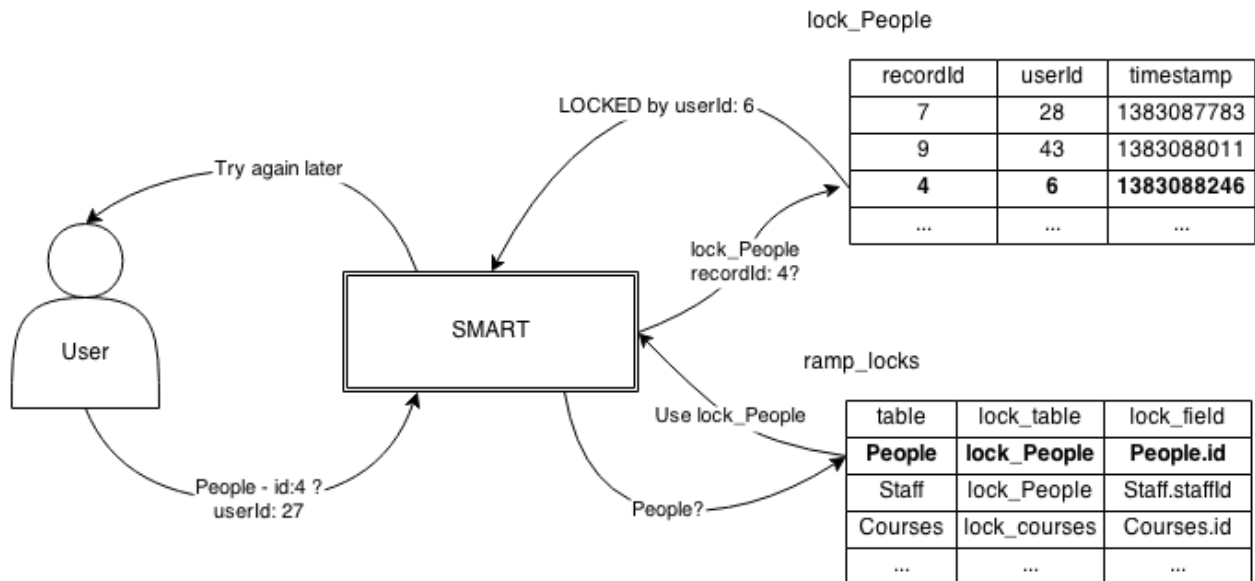 lock_People
recordId userId timestamp
7 28 1383087783
9 43 1383088011
4 6 1383088246
... ... ...
LOCKED by userId: 6
Try again later
lock_People
recordId: 4?
SMART
User
ramp_locks
table lock_table lock_field
People lock_People People.id
Staff lock_People Staff.staffId
Courses lock_courses Courses.id
... ... ...
Use lock_People
People - id:4 ?
userId: 27
People?